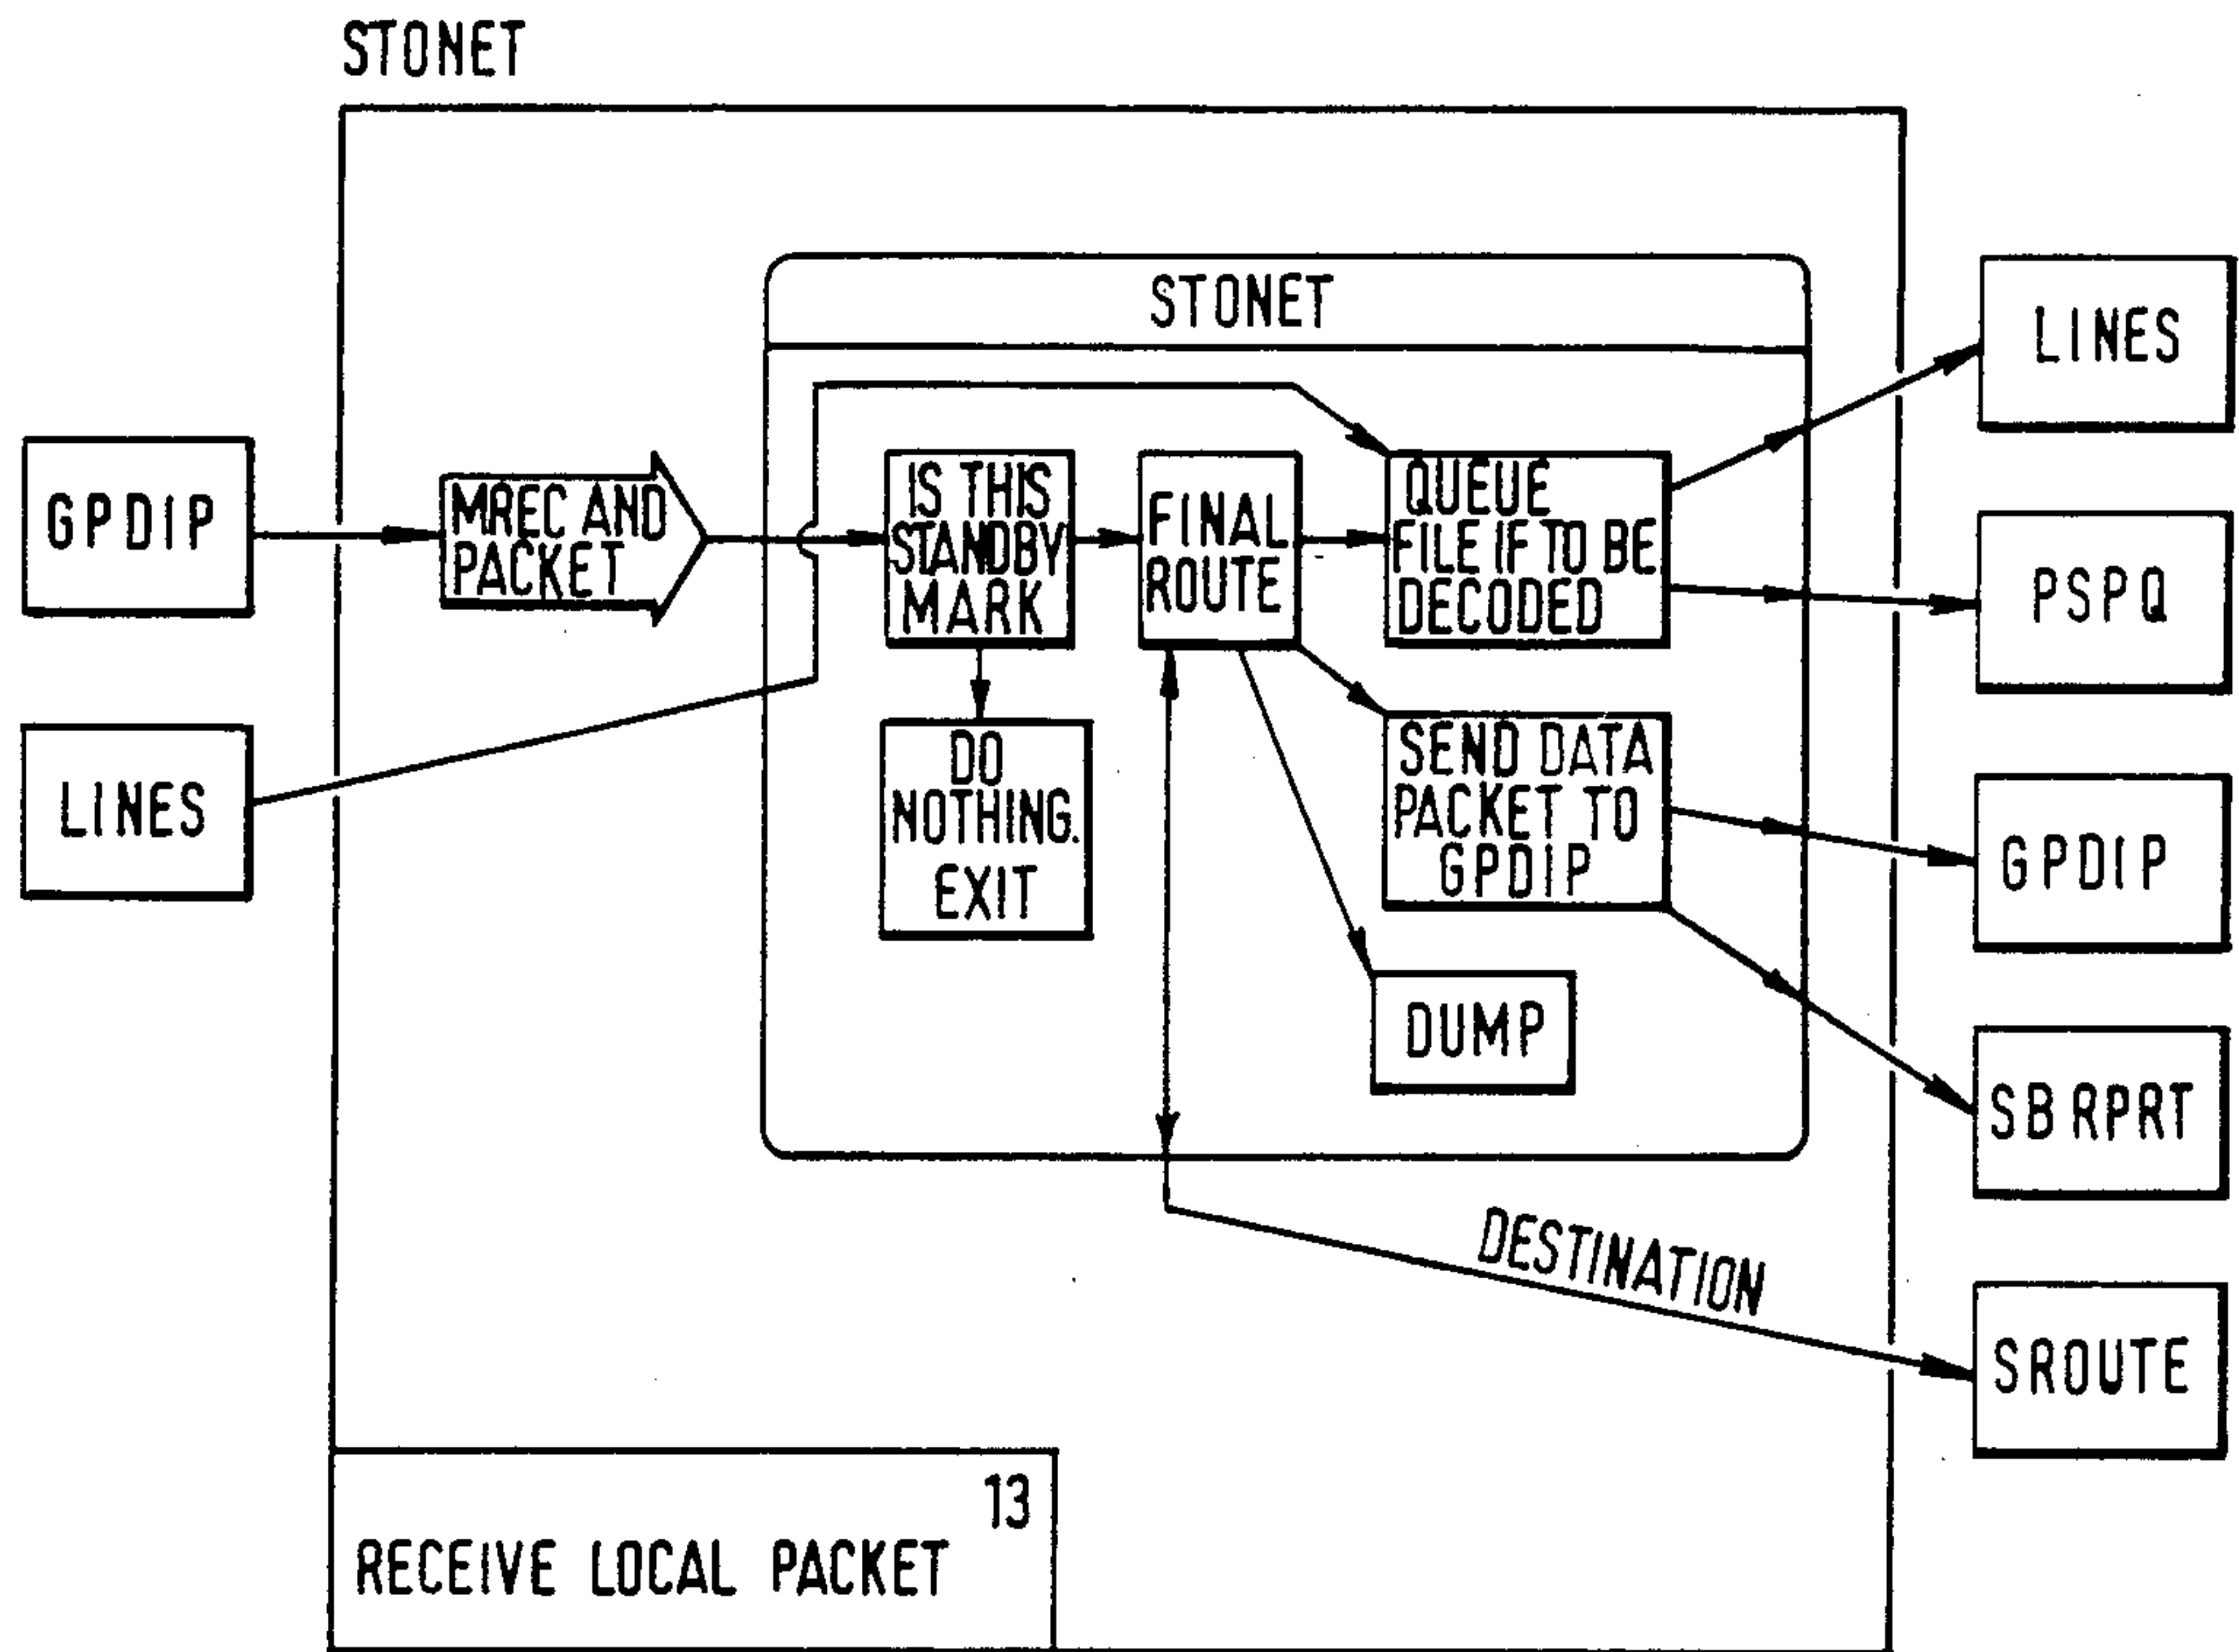 STONET
STONET
GPDIP
MREC AND
PACKET
IS THIS
STANDBY
MARK
FINAL
ROUTE
QUEUE
FILE IF TO BE
DECODED
LINES
PSPQ
LINES
DO
NOTHING.
EXIT
SEND DATA
PACKET TO
GPDIP
GPDIP
DUMP
SBRPRT
DESTINATION
SROUTE
13
RECEIVE LOCAL PACKET